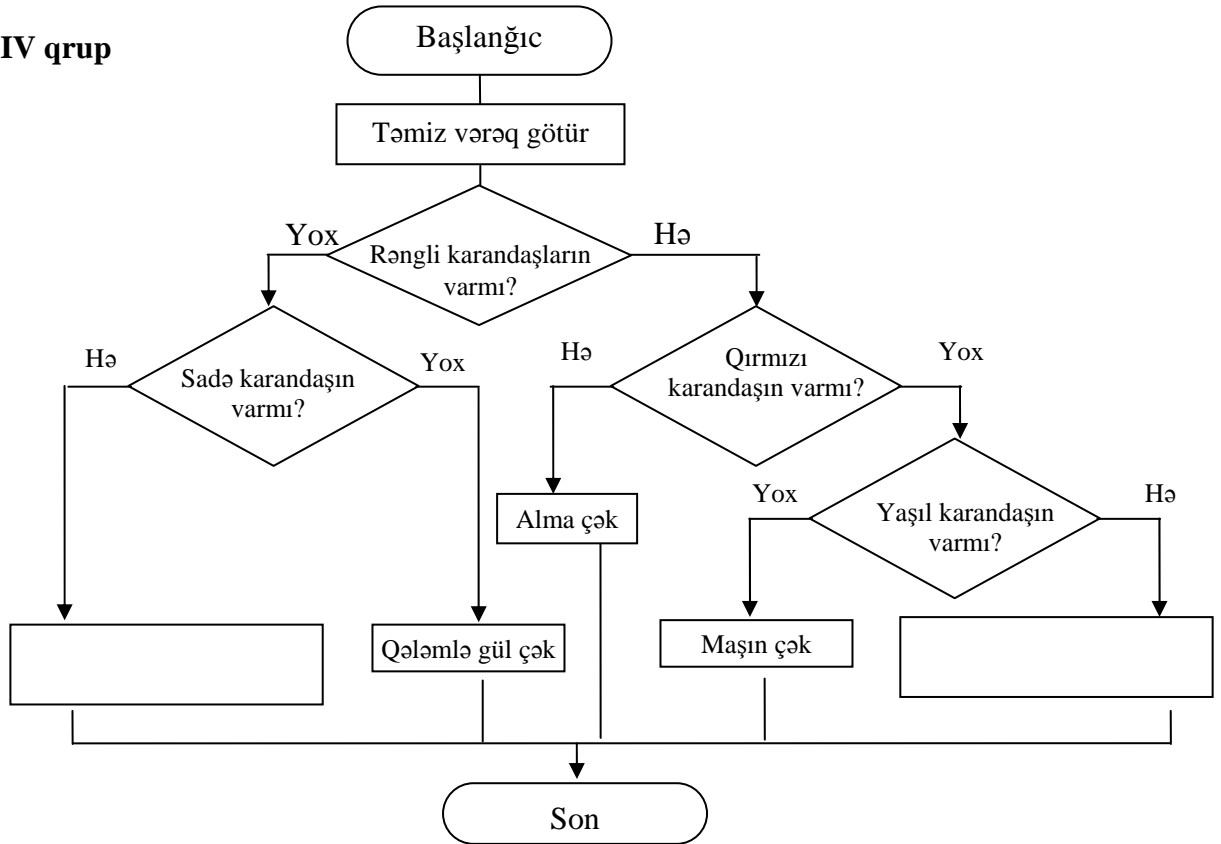 IV qrup
Başlanğıc
Təmiz vərəq götür
Yox
Hə
Rəngli karandaşların
varmı?
Hə
Sadə karandaşın
varmı?
Yox
Hə
Qırmızı
karandaşın varmı?
Yox
Alma çək
Yox
Yaşıl karandaşın
varmı?
Hə
Qələmlə gül çək
Maşın çək
Son